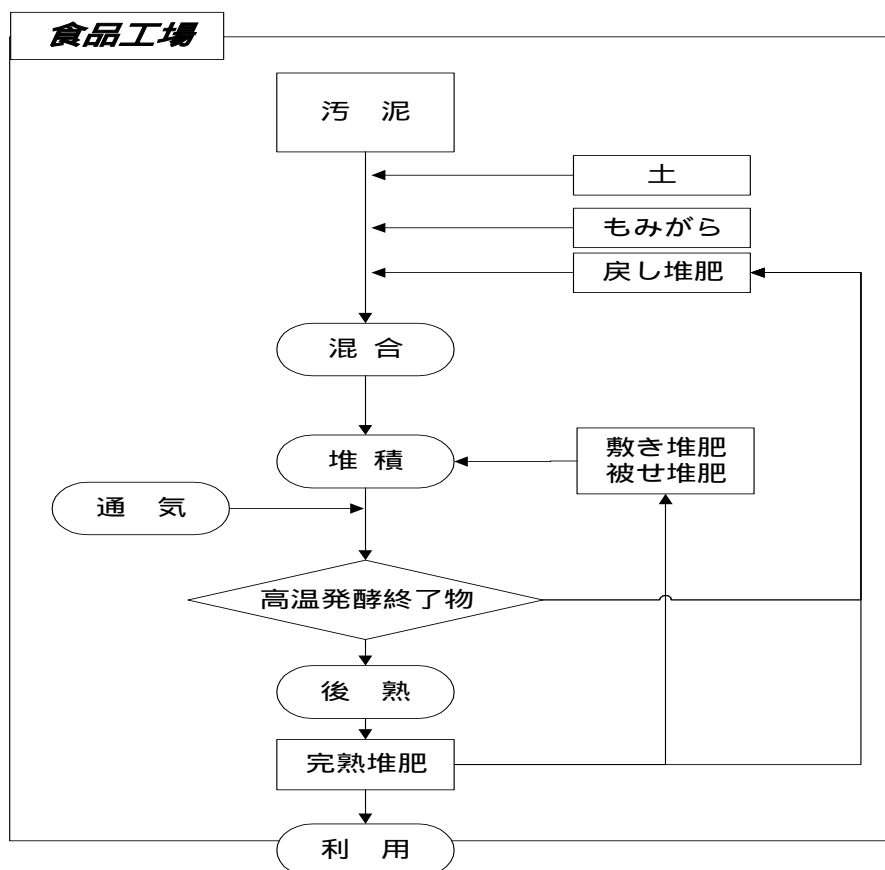 食品工場
汚 泥
土
もみがら
戻し堆肥
混 合
堆 積
敷き堆肥
被せ堆肥
通 気
高温発酵終了物
後 熟
完熟堆肥
利 用